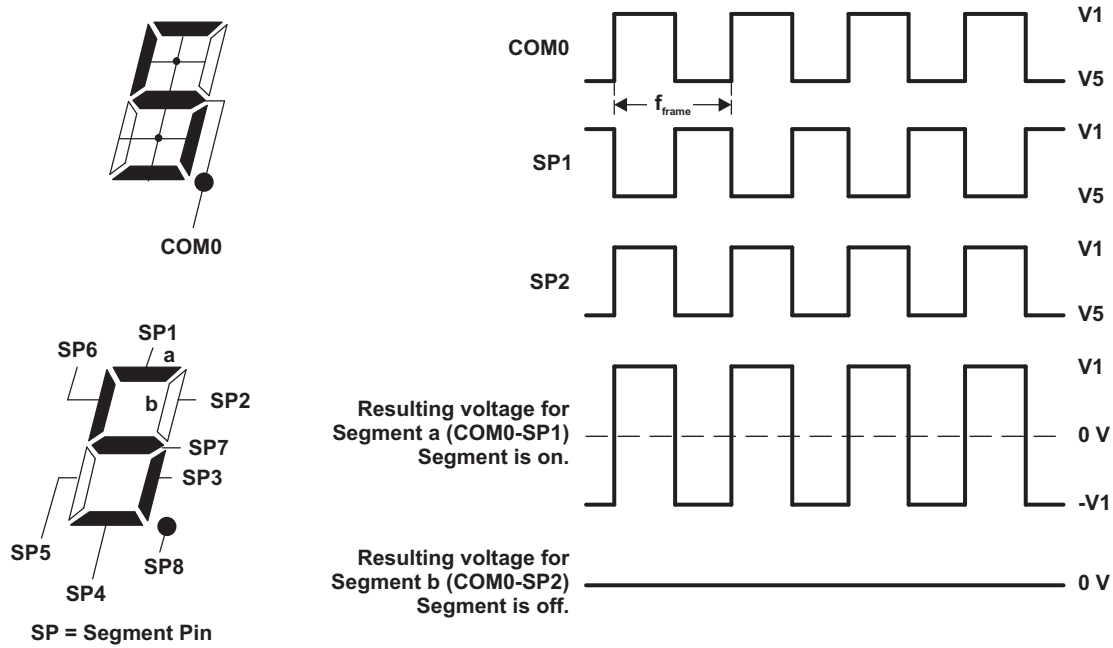 COM0
SP1
a
SP6
b
SP2
SP7
SP3
SP5
SP8
SP4
SP = Segment Pin
COM0
V1
V5
f_frame
SP1
V1
V5
SP2
V1
V5
Resulting voltage for
Segment a (COM0-SP1)
Segment is on.
V1
0 V
-V1
Resulting voltage for
Segment b (COM0-SP2)
Segment is off.
0 V